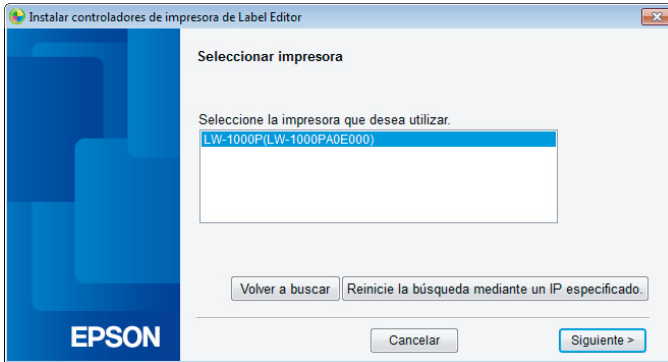 Instalar controladores de impresora de Label Editor
Seleccionar impresora
Seleccione la impresora que desea utilizar.
LW-1000P(LW-1000PA0E000)
Volver a buscar
Reinicie la búsqueda mediante un IP especificado.
EPSON
Cancelar
Siguiente >